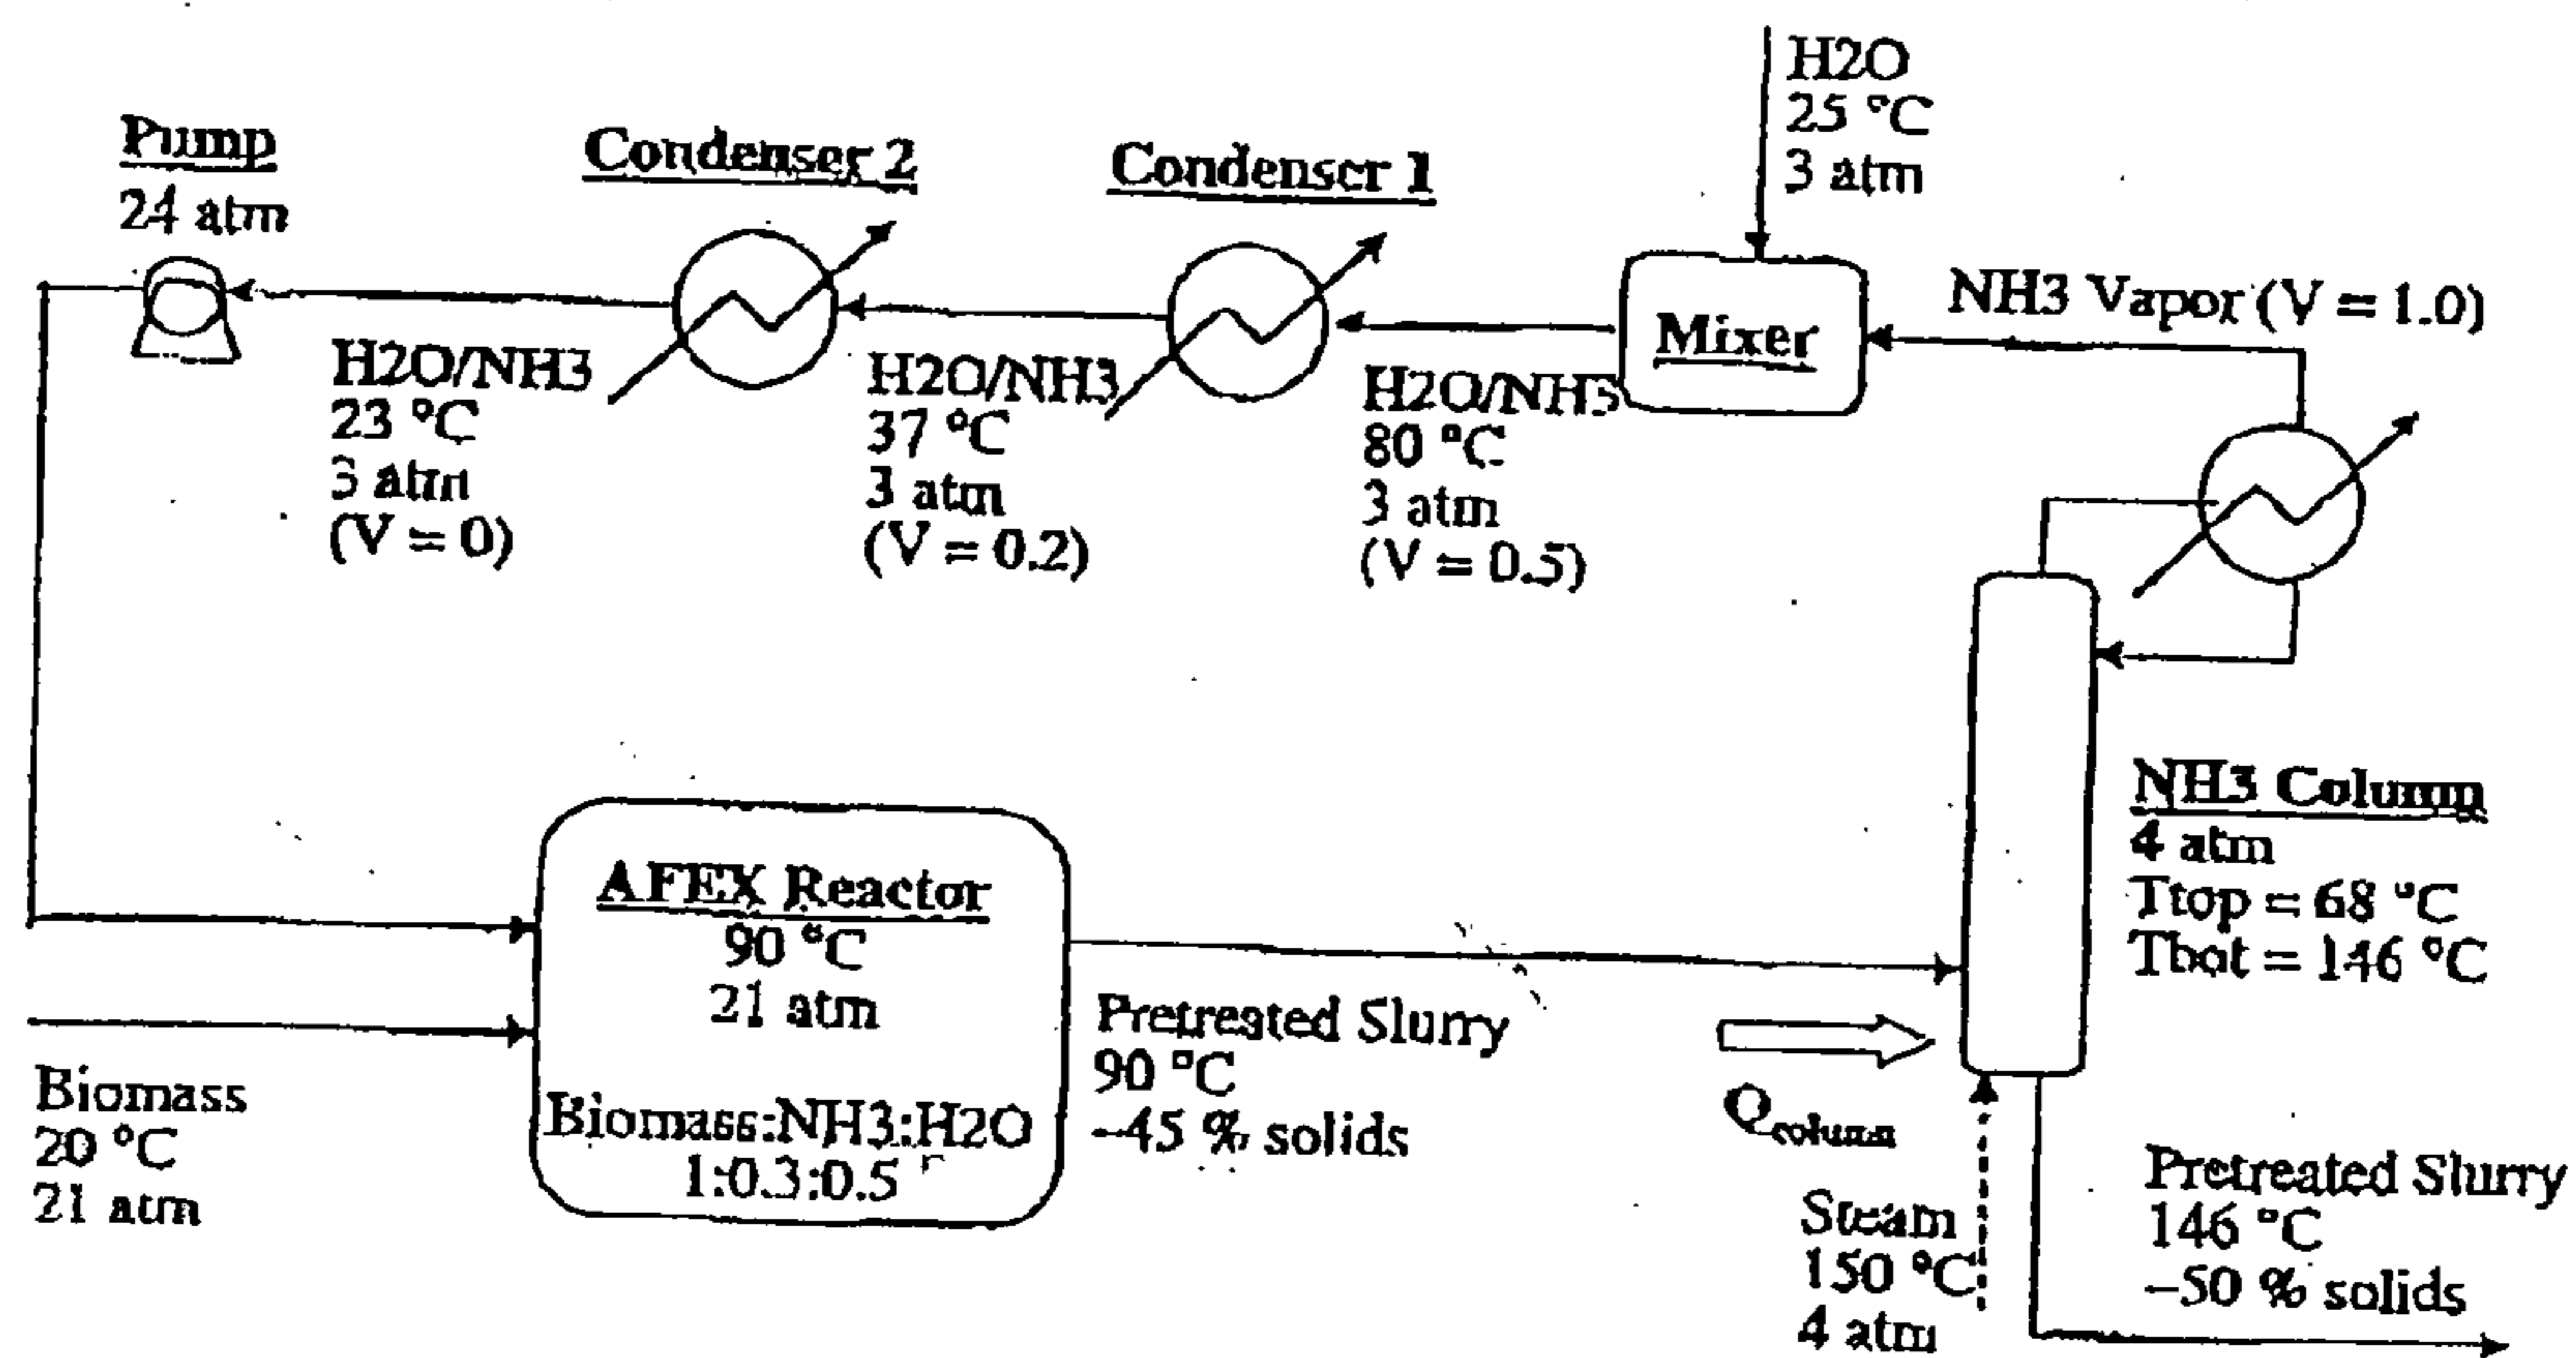 H2O
25 °C
3 atm
Pump
24 atm
Condenser 2
Condenser 1
Mixer
NH3 Vapor (V = 1.0)
H2O/NH3
23 °C
3 atm
(V = 0)
H2O/NH3
37 °C
3 atm
(V = 0.2)
H2O/NH3
80 °C
3 atm
(V = 0.5)
NH3 Column
4 atm
Ttop = 68 °C
Tbot = 146 °C
AFEX Reactor
90 °C
21 atm
Biomass:NH3:H2O
1:0.3:0.5
Biomass
20 °C
21 atm
Pretreated Slurry
90 °C
~45 % solids
Qcolumn
Steam
150 °C
4 atm
Pretreated Slurry
146 °C
~50 % solids